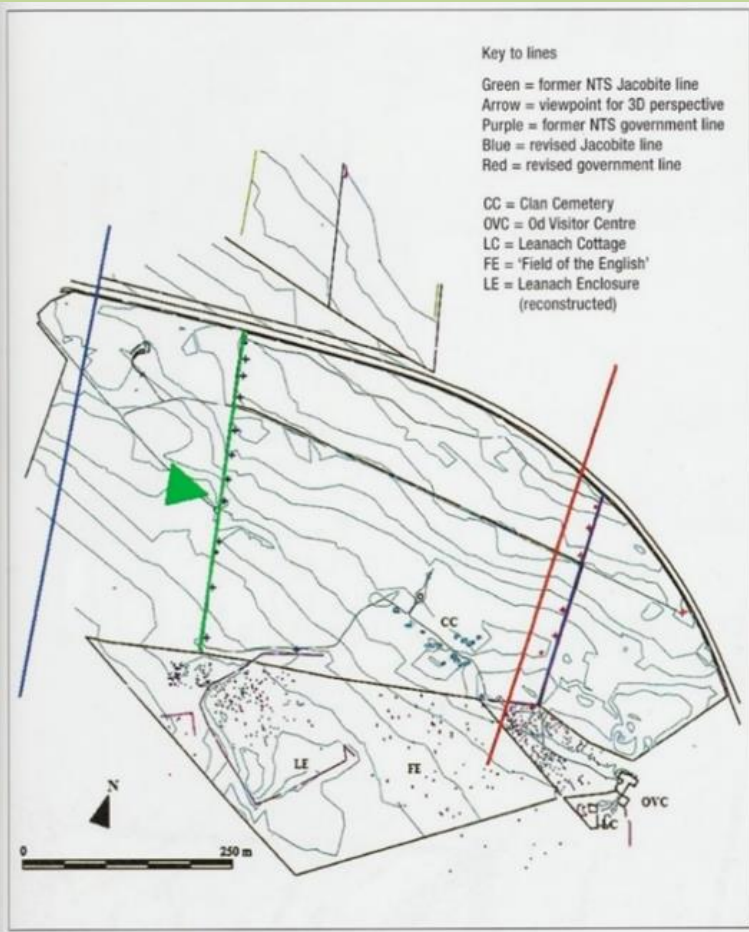 Key to lines
Green = former NTS Jacobite line
Arrow = viewpoint for 3D perspective
Purple = former NTS government line
Blue = revised Jacobite line
Red = revised government line
CC = Clan Cemetery
OVC = Od Visitor Centre
LC = Leanach Cottage
FE = 'Field of the English'
LE = Leanach Enclosure
(reconstructed)
CC
LE
FE
OVC
LC
N
0 250 m